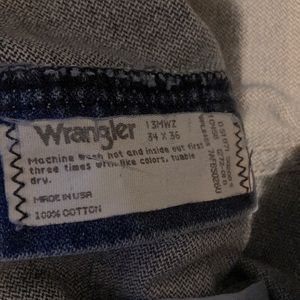 Wrangler
13MWZ
34 X 36
Machine wash hot and inside out first
three times with like colors, tumble
dry.
MADE IN USA
100% COTTON